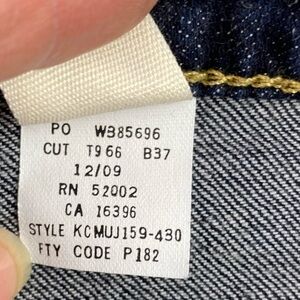 PO W385696
CUT T966 B37
12/09
RN 52002
CA 16396
STYLE KCMUJ159-430
FTY CODE P182